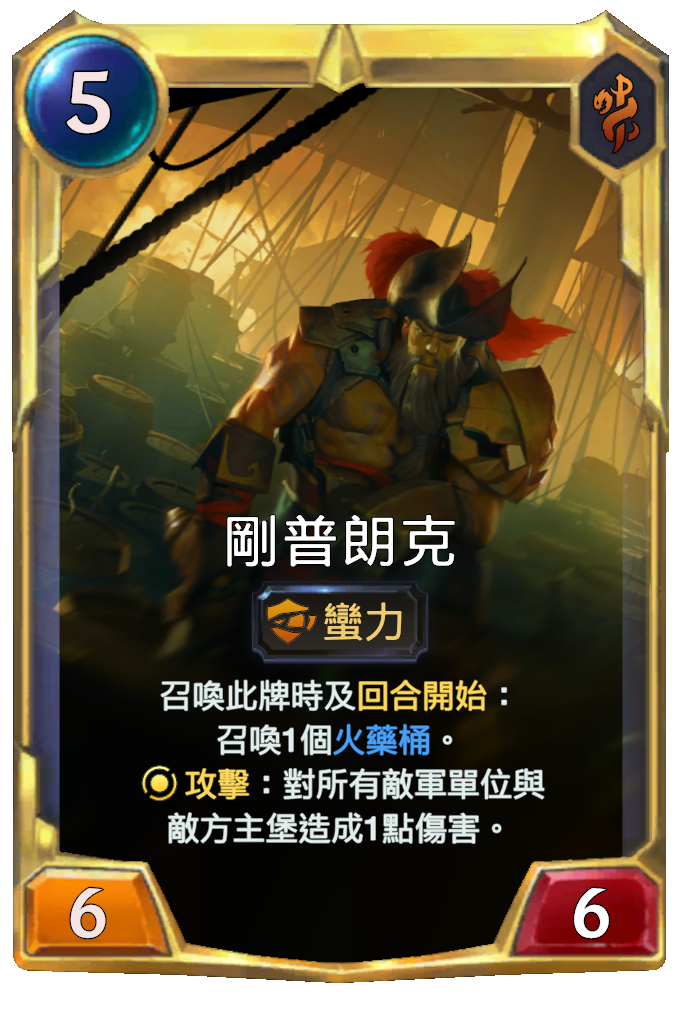 5
剛普朗克
蠻力
召喚此牌時及回合開始：
召喚1個火藥桶。
攻擊：對所有敵軍單位與
敵方主堡造成1點傷害。
6
6